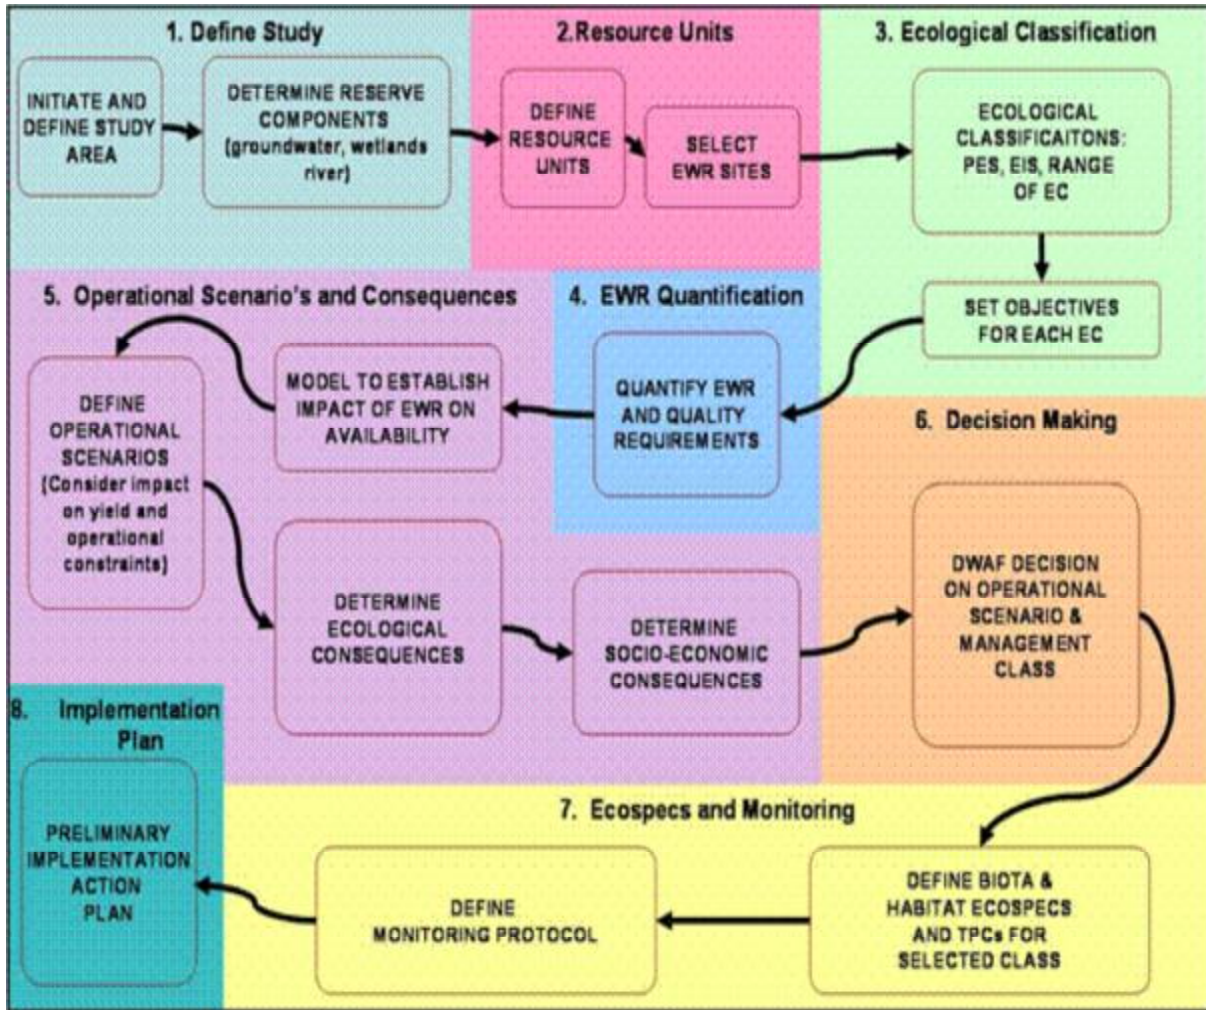 1. Define Study
INITIATE AND
DEFINE STUDY
AREA
DETERMINE RESERVE
COMPONENTS
(groundwater, wetlands
river)
2.Resource Units
DEFINE
RESOURCE
UNITS
SELECT
EWR SITES
3. Ecological Classification
ECOLOGICAL
CLASSIFICAITONS:
PES, EIS, RANGE
OF EC
SET OBJECTIVES
FOR EACH EC
4. EWR Quantification
QUANTIFY EWR
AND QUALITY
REQUIREMENTS
5. Operational Scenario's and Consequences
MODEL TO ESTABLISH
IMPACT OF EWR ON
AVAILABILITY
DEFINE
OPERATIONAL
SCENARIOS
(Consider impact
on yield and
operational
constraints)
DETERMINE
ECOLOGICAL
CONSEQUENCES
DETERMINE
SOCIO-ECONOMIC
CONSEQUENCES
6. Decision Making
DWAF DECISION
ON OPERATIONAL
SCENARIO &
MANAGEMENT
CLASS
7. Ecospecs and Monitoring
DEFINE BIOTA &
HABITAT ECOSPECS
AND TPCs FOR
SELECTED CLASS
DEFINE
MONITORING PROTOCOL
8. Implementation
Plan
PRELIMINARY
IMPLEMENTATION
ACTION
PLAN